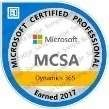 MICROSOFT CERTIFIED PROFESSIONAL
Microsoft
MCSA
Dynamics 365
EARNED 2017